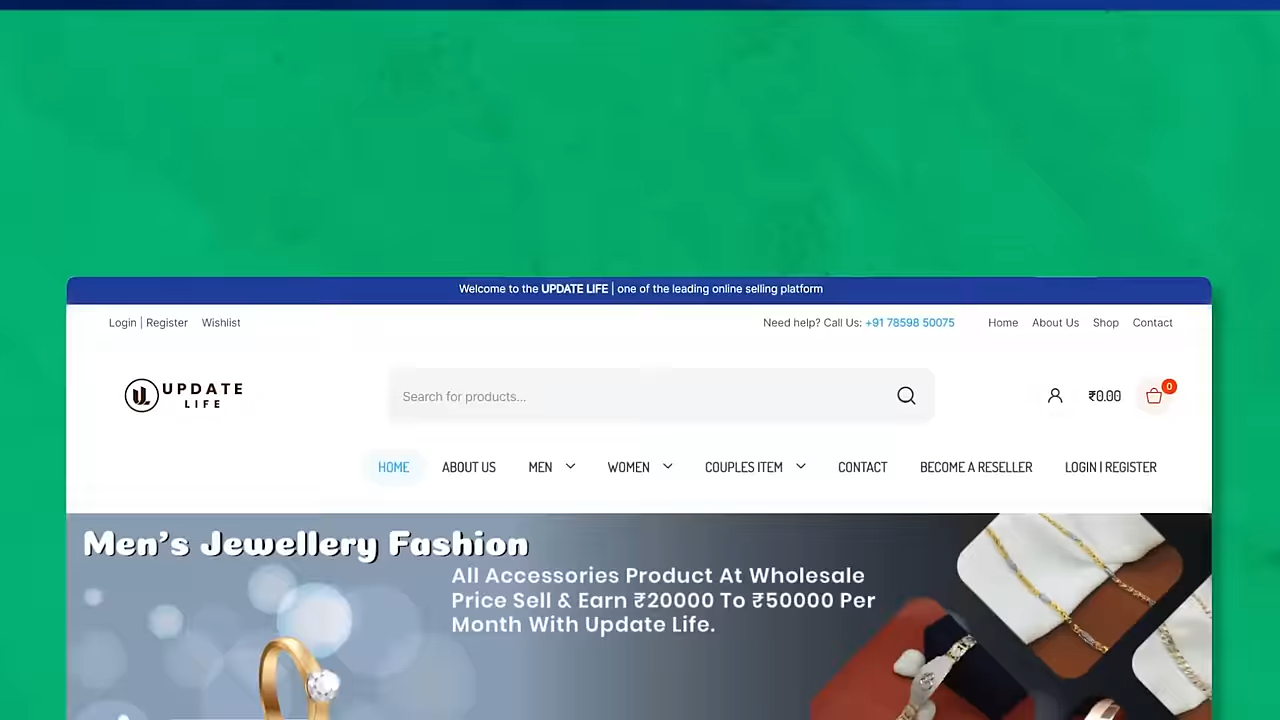 Welcome to the UPDATE LIFE | one of the leading online selling platform
Login | Register Wishlist
Need help? Call Us: +91 78598 50075 Home About Us Shop Contact
UL UPDATE
LIFE
Search for products...
₹0.00 0
HOME ABOUT US MEN WOMEN COUPLES ITEM CONTACT BECOME A RESELLER LOGIN | REGISTER
Men's Jewellery Fashion
All Accessories Product At Wholesale
Price Sell & Earn ₹20000 To ₹50000 Per
Month With Update Life.